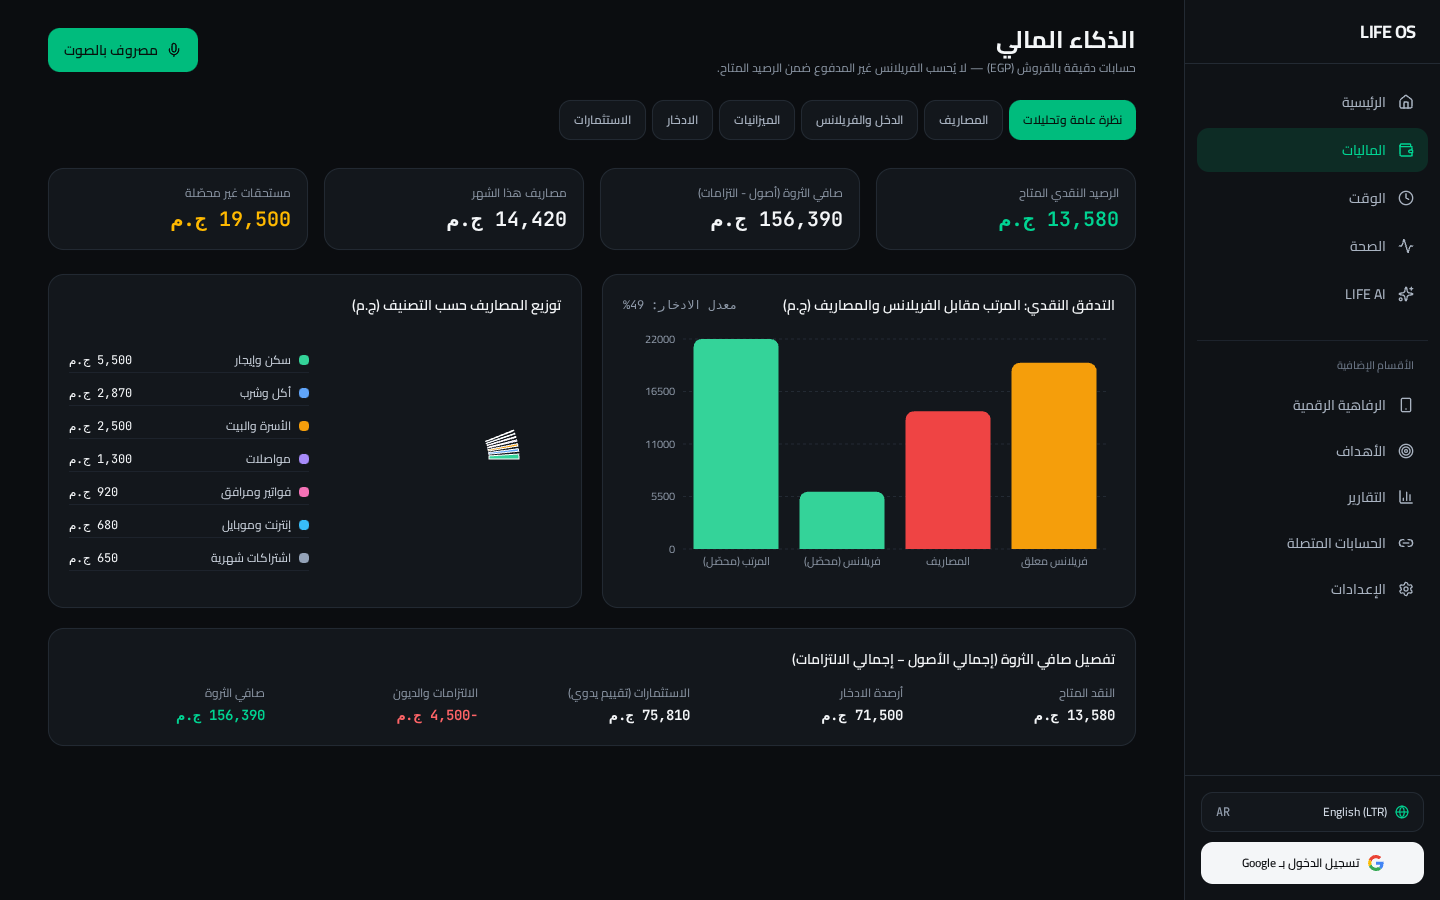 LIFE OS
الرئيسية
الماليات
الوقت
الصحة
LIFE AI
الأقسام الإضافية
الرفاهية الرقمية
الأهداف
التقارير
الحسابات المتصلة
الإعدادات
English (LTR) AR
تسجيل الدخول بـ Google
الذكاء المالي
حسابات دقيقة بالقروش (EGP) — لا يُحسب الفريلانس غير المدفوع ضمن الرصيد المتاح.
مصروف بالصوت
نظرة عامة وتحليلات
المصاريف
الدخل والفريلانس
الميزانيات
الادخار
الاستثمارات
الرصيد النقدي المتاح
13,580 ج.م
صافي الثروة (أصول - التزامات)
156,390 ج.م
مصاريف هذا الشهر
14,420 ج.م
مستحقات غير محصّلة
19,500 ج.م
التدفق النقدي: المرتب مقابل الفريلانس والمصاريف (ج.م)
معدل الادخار: 49%
22000
16500
11000
5500
0
المرتب (محصّل)
فريلانس (محصّل)
المصاريف
فريلانس معلق
توزيع المصاريف حسب التصنيف (ج.م)
سكن وإيجار 5,500 ج.م
أكل وشرب 2,870 ج.م
الأسرة والبيت 2,500 ج.م
مواصلات 1,300 ج.م
فواتير ومرافق 920 ج.م
إنترنت وموبايل 680 ج.م
اشتراكات شهرية 650 ج.م
تفصيل صافي الثروة (إجمالي الأصول – إجمالي الالتزامات)
النقد المتاح
13,580 ج.م
أرصدة الادخار
71,500 ج.م
الاستثمارات (تقييم يدوي)
75,810 ج.م
الالتزامات والديون
-4,500 ج.م
صافي الثروة
156,390 ج.م